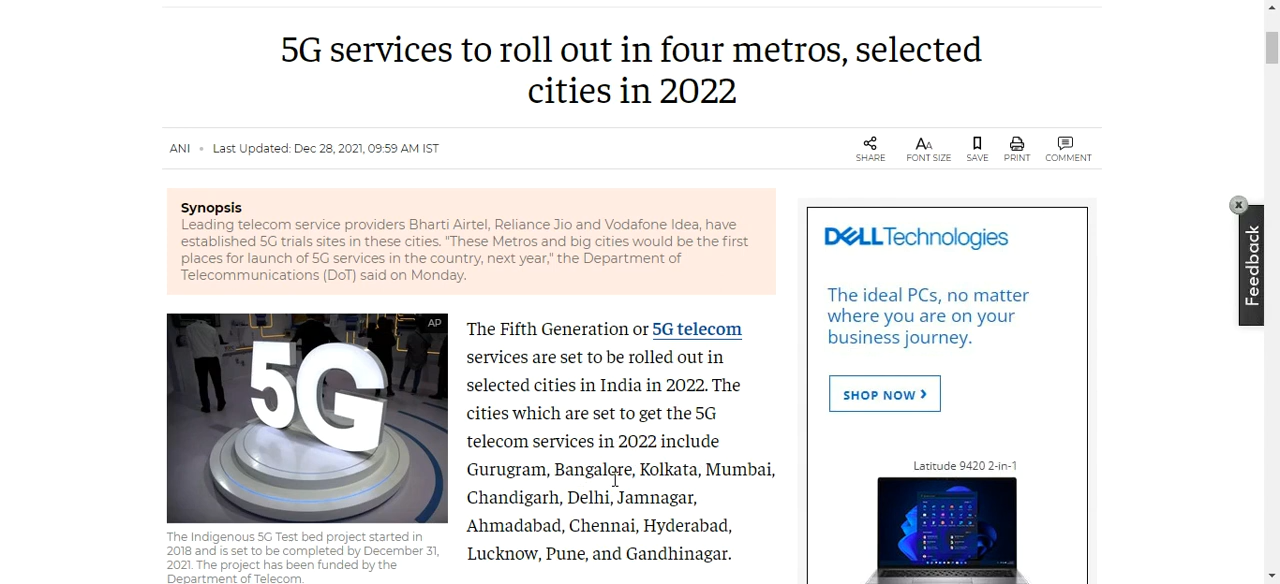 5G services to roll out in four metros, selected
cities in 2022
ANI • Last Updated: Dec 28, 2021, 09:59 AM IST
SHARE
FONT SIZE
SAVE
PRINT
COMMENT
Synopsis
Leading telecom service providers Bharti Airtel, Reliance Jio and Vodafone Idea, have
established 5G trials sites in these cities. "These Metros and big cities would be the first
places for launch of 5G services in the country, next year," the Department of
Telecommunications (DoT) said on Monday.
AP
5G
The Indigenous 5G Test bed project started in
2018 and is set to be completed by December 31,
2021. The project has been funded by the
Department of Telecom.
The Fifth Generation or 5G telecom
services are set to be rolled out in
selected cities in India in 2022. The
cities which are set to get the 5G
telecom services in 2022 include
Gurugram, Bangalore, Kolkata, Mumbai,
Chandigarh, Delhi, Jamnagar,
Ahmadabad, Chennai, Hyderabad,
Lucknow, Pune, and Gandhinagar.
DELLTechnologies
The ideal PCs, no matter
where you are on your
business journey.
SHOP NOW
Latitude 9420 2-in-1
x
Feedback